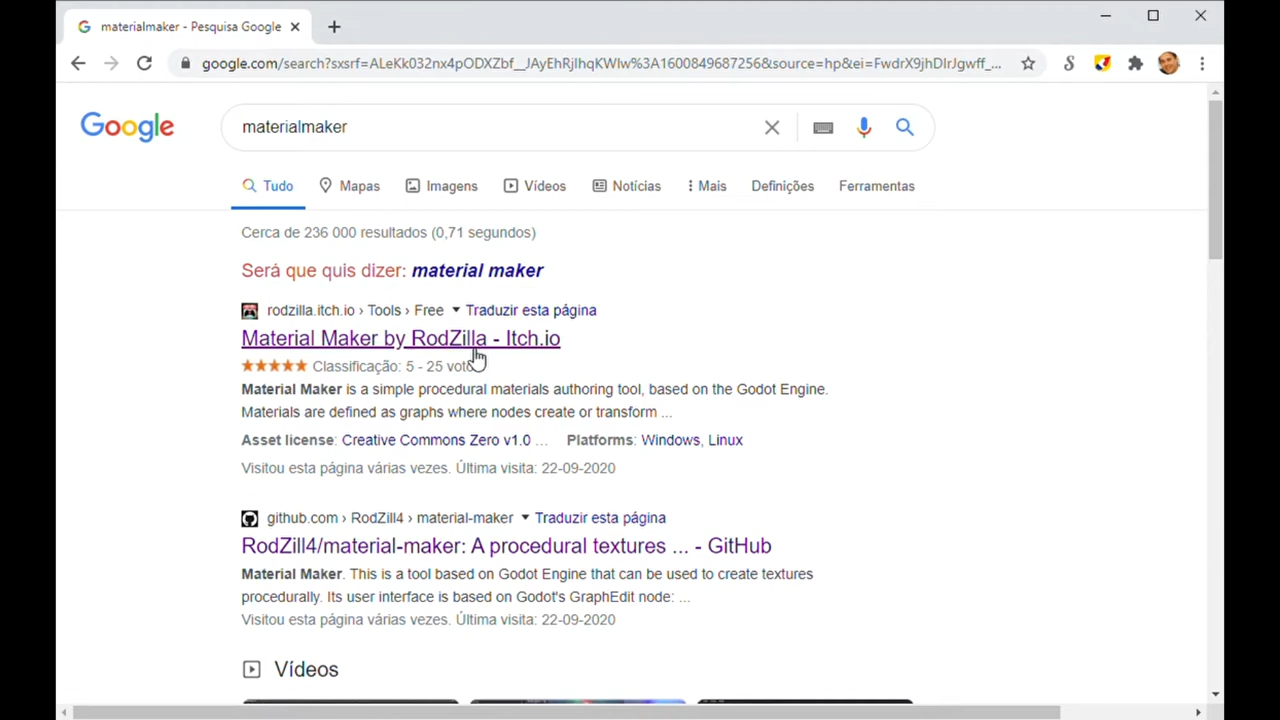 materialmaker - Pesquisa Google
google.com/search?sxsrf=ALeKk032nx4pODXZbf__JAyEhRjIhqKWIw%3A1600849687256&source=hp&ei=FwdrX9jhDIrJgwff_...
Google
materialmaker
Tudo Mapas Imagens Vídeos Notícias Mais Definições Ferramentas
Cerca de 236 000 resultados (0,71 segundos)
Será que quis dizer: material maker
rodzilla.itch.io › Tools › Free Traduzir esta página
Material Maker by RodZilla - Itch.io
Classificação: 5 - 25 votos
Material Maker is a simple procedural materials authoring tool, based on the Godot Engine.
Materials are defined as graphs where nodes create or transform ...
Asset license: Creative Commons Zero v1.0 ... Platforms: Windows, Linux
Visitou esta página várias vezes. Última visita: 22-09-2020
github.com › RodZill4 › material-maker Traduzir esta página
RodZill4/material-maker: A procedural textures ... - GitHub
Material Maker. This is a tool based on Godot Engine that can be used to create textures
procedurally. Its user interface is based on Godot's GraphEdit node: ...
Visitou esta página várias vezes. Última visita: 22-09-2020
Vídeos